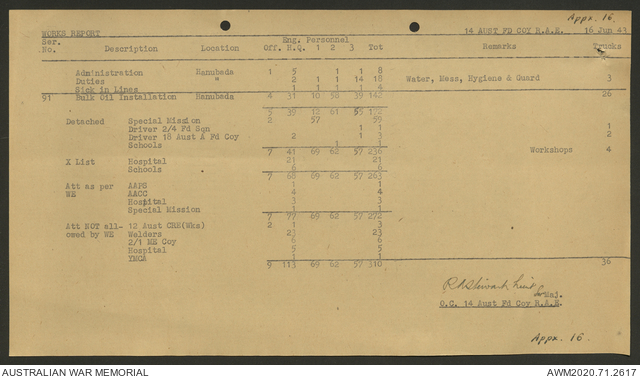 Appx. 16.
WORKS REPORT 14 AUST FD COY R.A.E. 16 Jun 43
Ser. No. Description Location Eng. Personnel Off. H.Q. 1 2 3 Tot Remarks Trucks
Administration Hanubada 1 5 1 1 8
Duties " 2 1 1 14 18 Water, Mess, Hygiene & Guard 3
Sick in Lines 1 1 1 1 4
91 Bulk Oil Installation Hanubada 4 31 10 58 39 142 26
5 39 12 61 55 172
Detached Special Mission 2 57 59
Driver 2/4 Fd Sqn 1 1 1
Driver 18 Aust A Fd Coy 2 1 3 2
Schools 1 1
7 41 69 62 57 236 Workshops 4
X List Hospital 21 21
Schools 6 6
7 68 69 62 57 263
Att as per AAPS 1 1
WE AACC 4 4
Hospital 3 3
Special Mission 1 1
7 77 69 62 57 272
Att NOT all- 12 Aust CRE(Wks) 2 1 3
owed by WE Welders 23 23
2/1 ME Coy 6 6
Hospital 5 5
YMCA 1 1
9 113 69 62 57 310 36
Lieut
for Maj.
O.C. 14 Aust Fd Coy R.A.E.
Appx. 16.
AUSTRALIAN WAR MEMORIAL AWM2020.71.2617